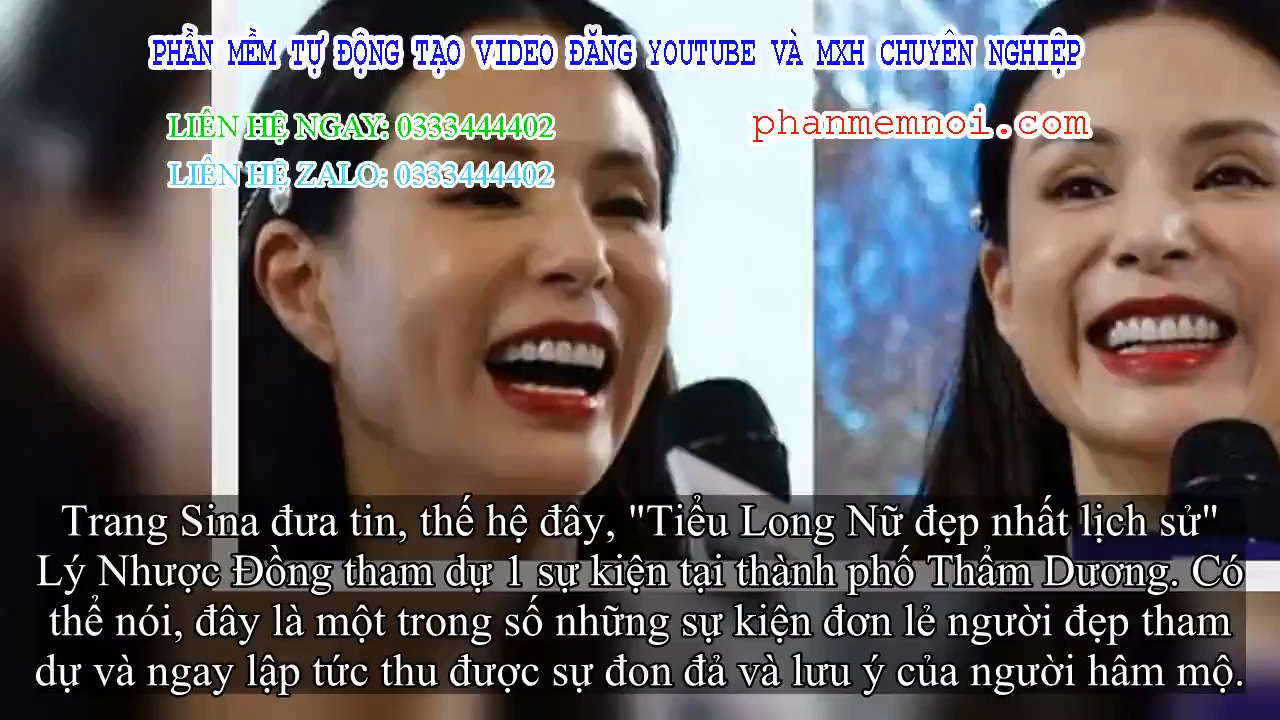 PHẦN MỀM TỰ ĐỘNG TẠO VIDEO ĐĂNG YOUTUBE VÀ MXH CHUYÊN NGHIỆP
LIÊN HỆ NGAY: 0333444402
phanmemnoi.com
LIÊN HỆ ZALO: 0333444402
Trang Sina đưa tin, thế hệ đây, "Tiểu Long Nữ đẹp nhất lịch sử"
Lý Nhược Đồng tham dự 1 sự kiện tại thành phố Thẩm Dương. Có
thể nói, đây là một trong số những sự kiện đơn lẻ người đẹp tham
dự và ngay lập tức thu được sự đon đả và lưu ý của người hâm mộ.